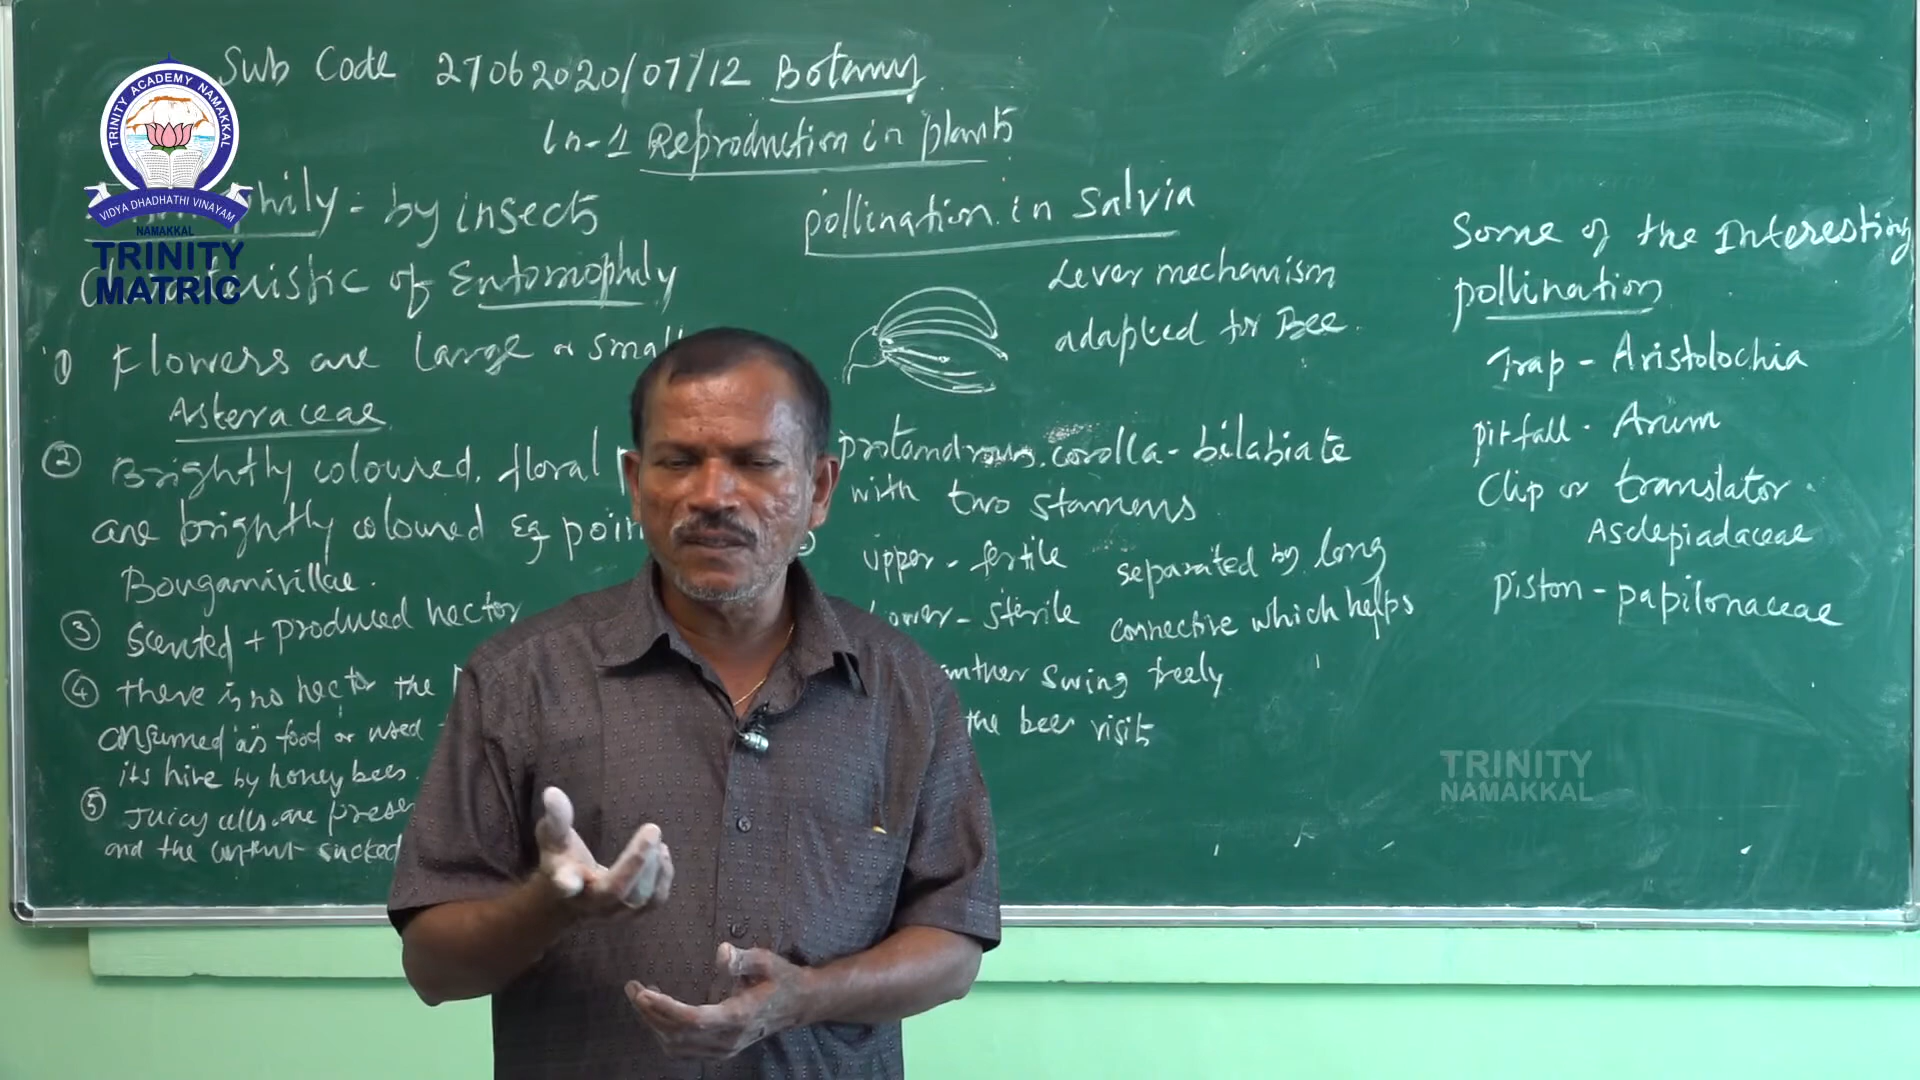 TRINITY ACADEMY NAMAKKAL
VIDYA DHADHATHI VINAYAM
NAMAKKAL
TRINITY
MATRIC
Sub Code 27062020/07/12 Botany
Ln-1 Reproduction in plants
hily - by insects
of Entomophily
1) Flowers are large or small
Asteraceae
② Brightly coloured, floral
are brightly coloured Eg poin
③ Scented + produced nector
④ there is no nector the
consumed as food or used
its hive by honey bees.
⑤ Juicy cells are presen
and the content sucked
pollination in Salvia
Lever mechanism
adapted for Bee.
protandrous. corolla - bilabiate
with two stamens
upper - fertile
lower - sterile
separated by long
connective which helps
anther swing freely
the bees visits
Some of the Interesting
pollination
Trap - Aristolochia
pitfall - Arum
Clip or translator
Asclepiadaceae
piston - papilonaceae
TRINITY
NAMAKKAL